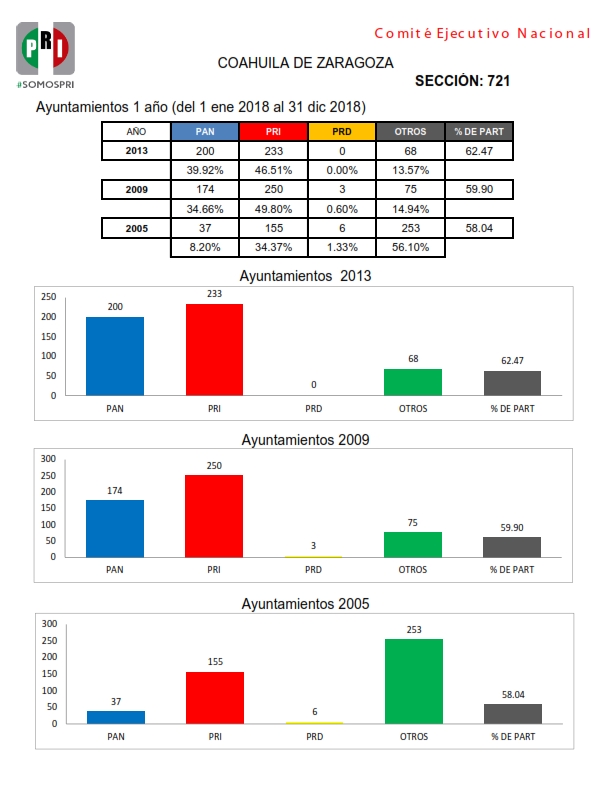 Comité Ejecutivo Nacional
PRI
#SOMOSPRI
COAHUILA DE ZARAGOZA
SECCIÓN: 721
Ayuntamientos 1 año (del 1 ene 2018 al 31 dic 2018)
AÑO PAN PRI PRD OTROS % DE PART
2013 200 233 0 68 62.47
39.92% 46.51% 0.00% 13.57%
2009 174 250 3 75 59.90
34.66% 49.80% 0.60% 14.94%
2005 37 155 6 253 58.04
8.20% 34.37% 1.33% 56.10%
Ayuntamientos 2013
250
200
150
100
50
0
200 233 0 68 62.47
PAN PRI PRD OTROS % DE PART
Ayuntamientos 2009
300
250
200
150
100
50
0
174 250 3 75 59.90
PAN PRI PRD OTROS % DE PART
Ayuntamientos 2005
300
250
200
150
100
50
0
37 155 6 253 58.04
PAN PRI PRD OTROS % DE PART